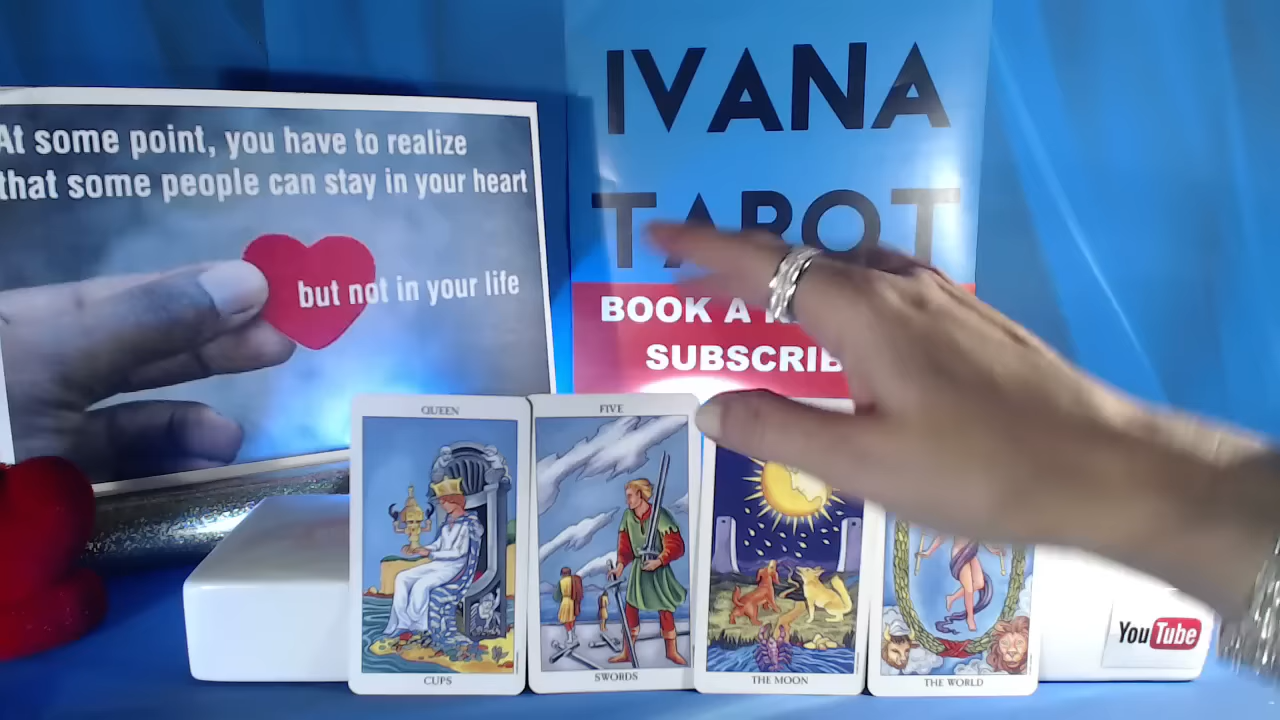 At some point, you have to realize
that some people can stay in your heart
but not in your life
IVANA
TAROT
BOOK A
SUBSCRIB
QUEEN
CUPS
FIVE
SWORDS
THE MOON
THE WORLD
YouTube